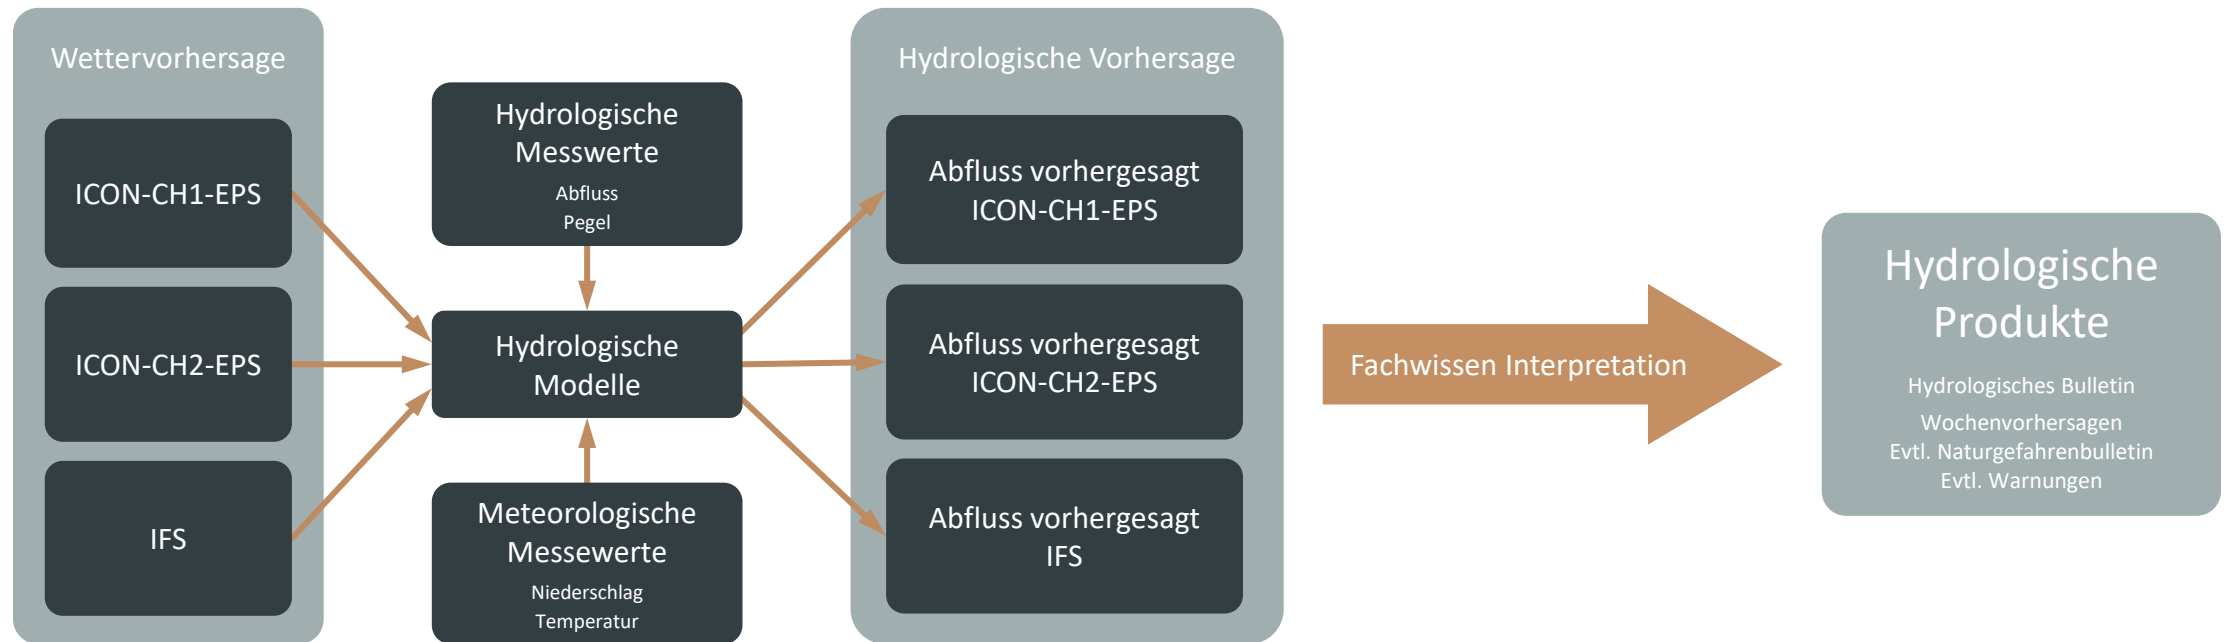 Wettervorhersage
ICON-CH1-EPS
ICON-CH2-EPS
IFS
Hydrologische
Messwerte
Abfluss
Pegel
Hydrologische
Modelle
Meteorologische
Messewerte
Niederschlag
Temperatur
Hydrologische Vorhersage
Abfluss vorhergesagt
ICON-CH1-EPS
Abfluss vorhergesagt
ICON-CH2-EPS
Abfluss vorhergesagt
IFS
Fachwissen Interpretation
Hydrologische
Produkte
Hydrologisches Bulletin
Wochenvorhersagen
Evtl. Naturgefahrenbulletin
Evtl. Warnungen